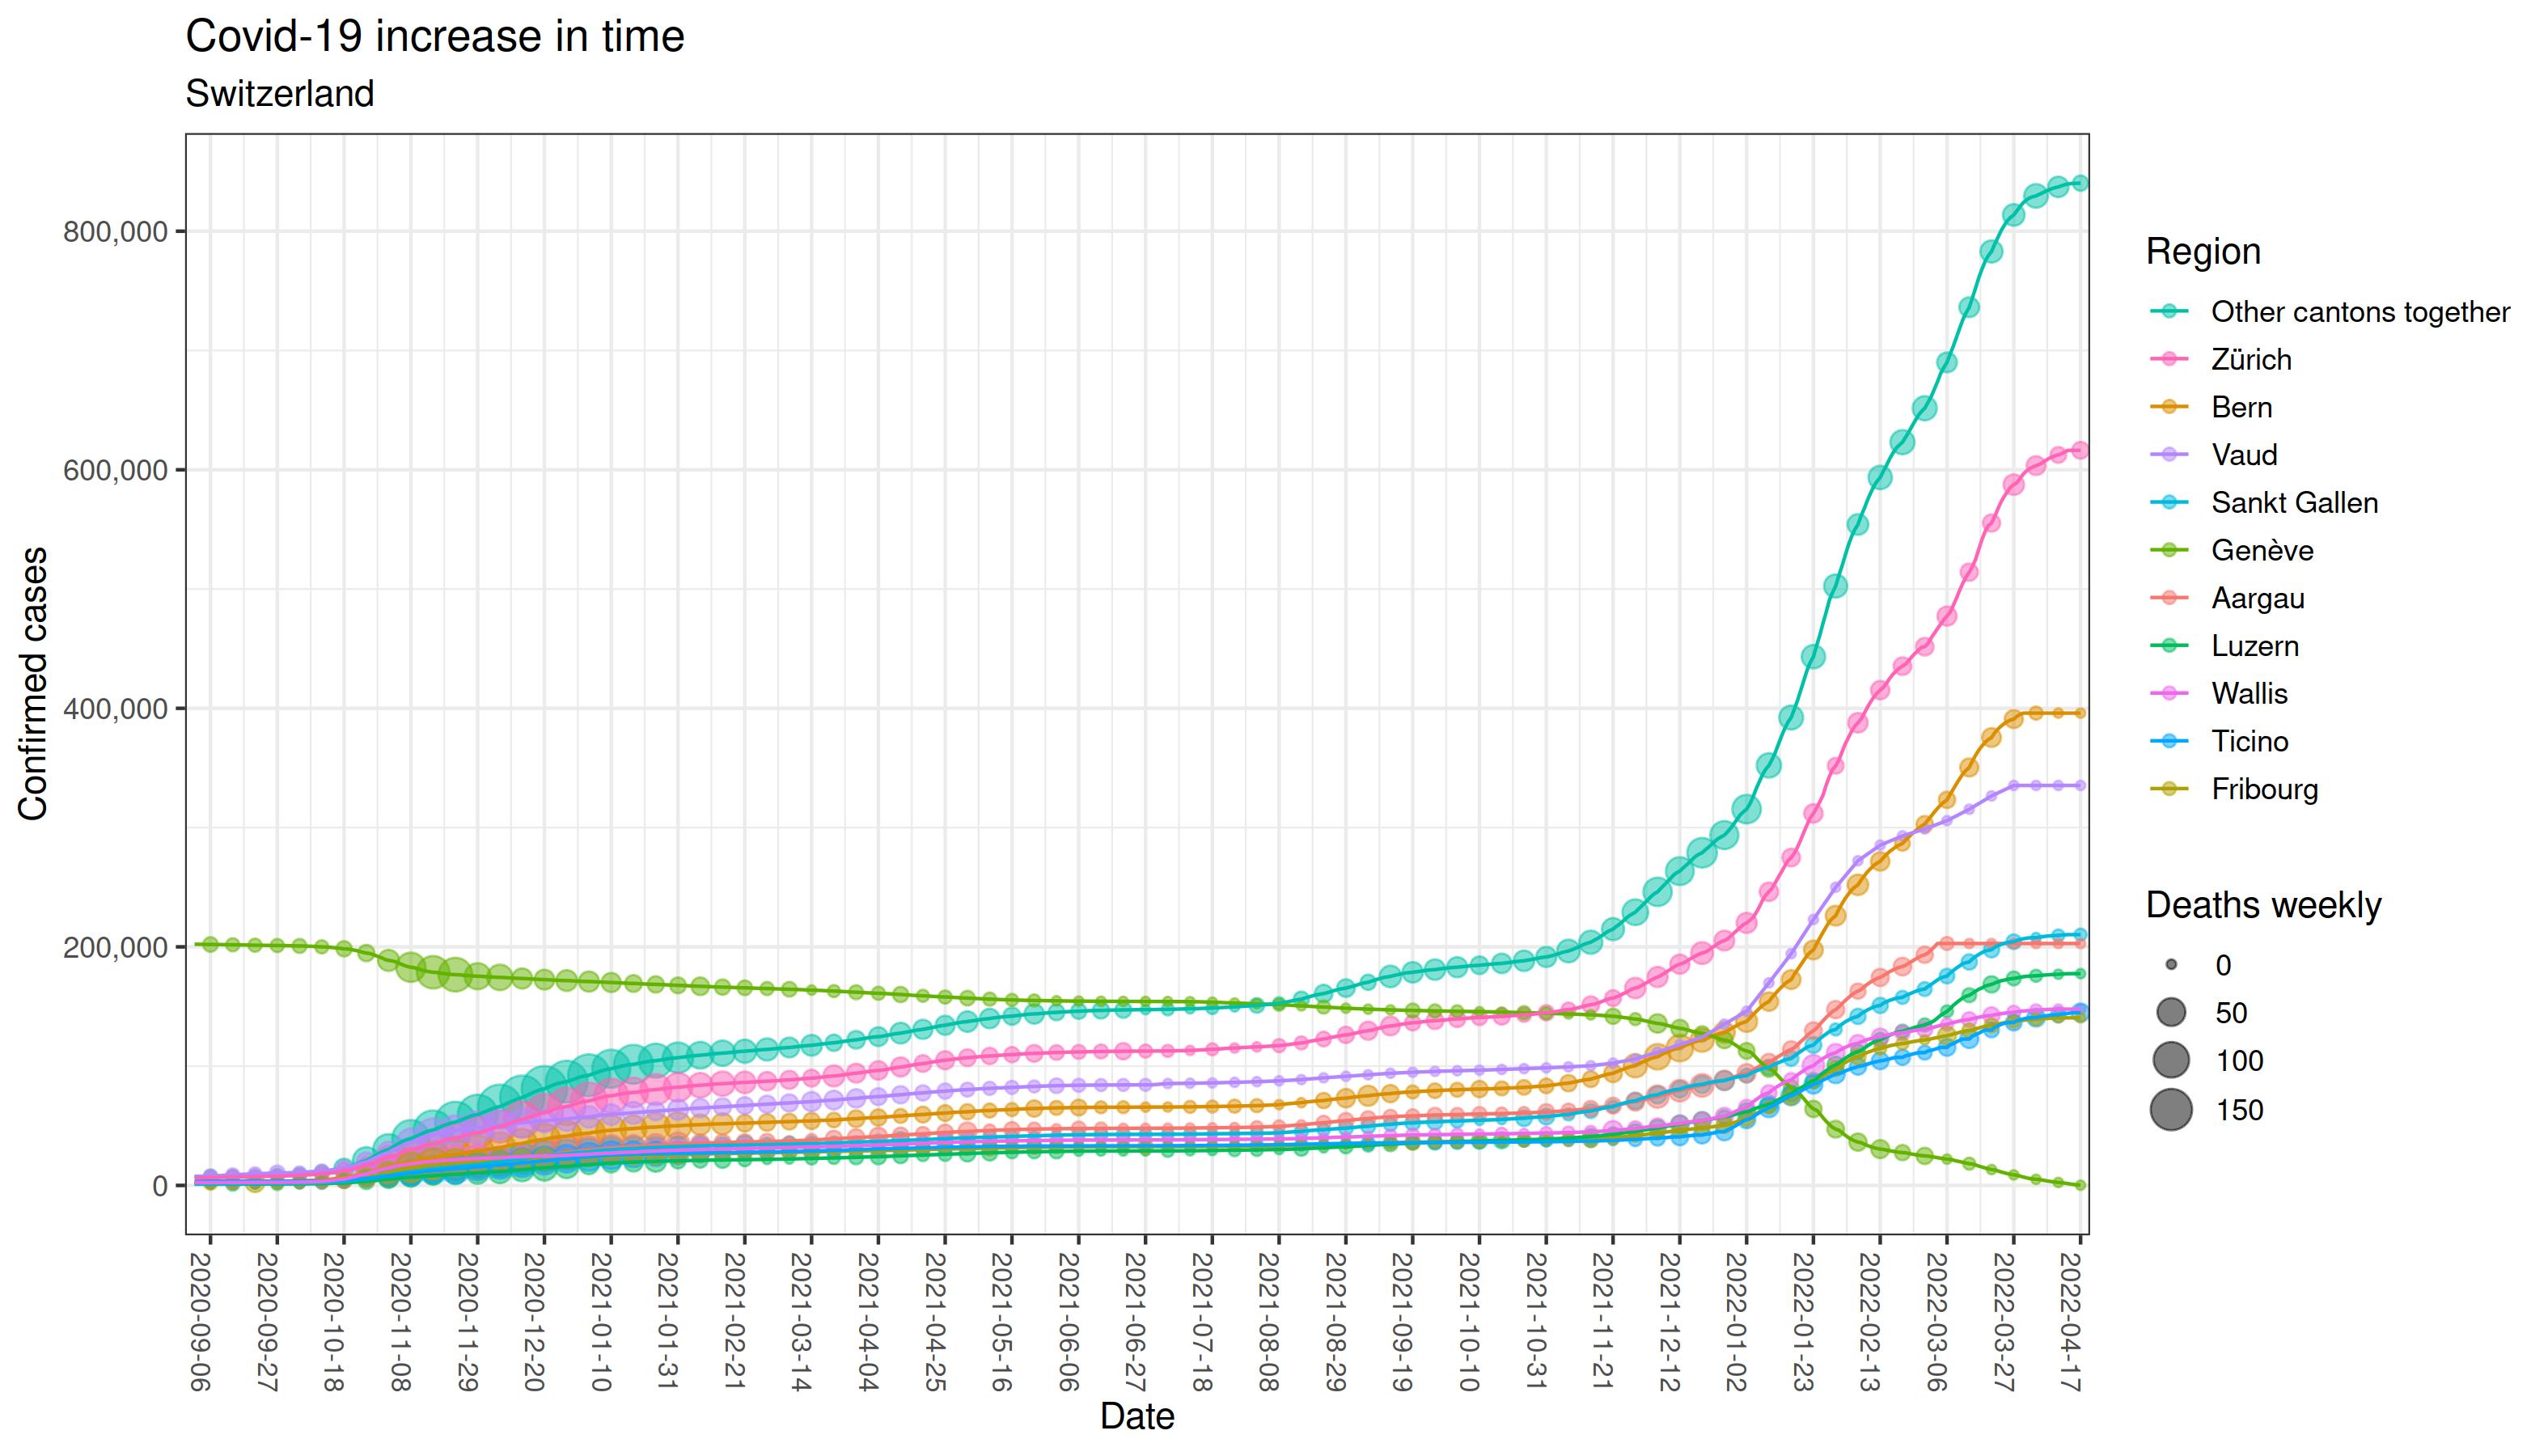 Covid-19 increase in time
Switzerland
Confirmed cases
800,000
600,000
400,000
200,000
0
2020-09-06
2020-09-27
2020-10-18
2020-11-08
2020-11-29
2020-12-20
2021-01-10
2021-01-31
2021-02-21
2021-03-14
2021-04-04
2021-04-25
2021-05-16
2021-06-06
2021-06-27
2021-07-18
2021-08-08
2021-08-29
2021-09-19
2021-10-10
2021-10-31
2021-11-21
2021-12-12
2022-01-02
2022-01-23
2022-02-13
2022-03-06
2022-03-27
2022-04-17
Date
Region
Other cantons together
Zürich
Bern
Vaud
Sankt Gallen
Genève
Aargau
Luzern
Wallis
Ticino
Fribourg
Deaths weekly
0
50
100
150